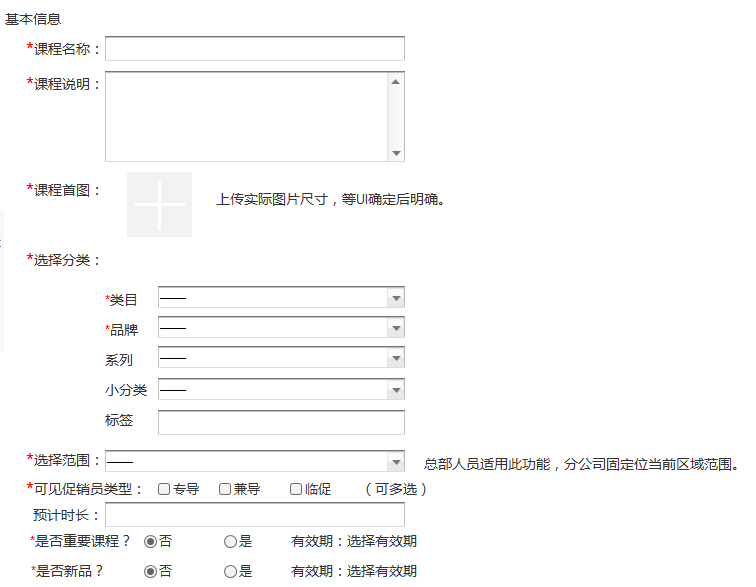 基本信息
*课程名称：
*课程说明：
*课程首图： 上传实际图片尺寸，等UI确定后明确。
*选择分类：
*类目 ——
*品牌 ——
系列 ——
小分类 ——
标签
*选择范围： —— 总部人员适用此功能，分公司固定位当前区域范围。
*可见促销员类型： 专导 兼导 临促 （可多选）
预计时长：
*是否重要课程？ 否 是 有效期：选择有效期
*是否新品？ 否 是 有效期：选择有效期